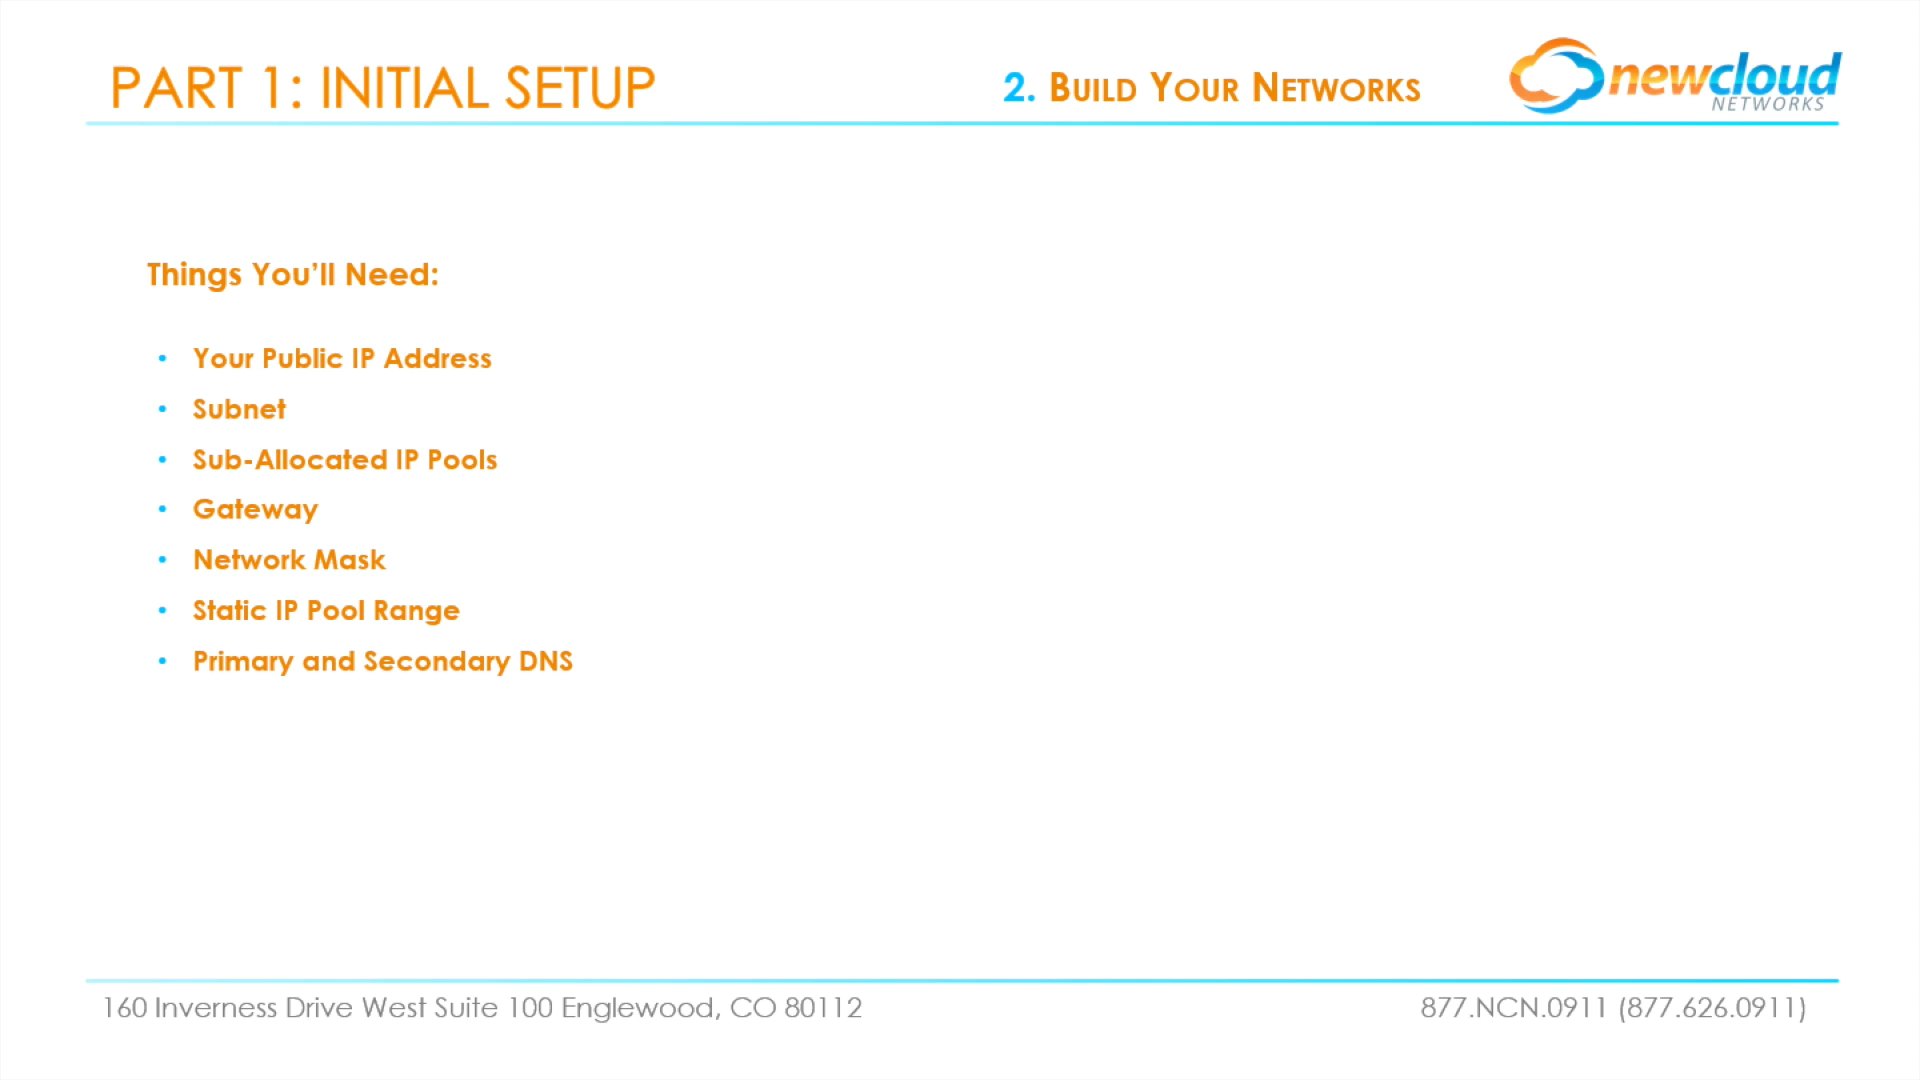 PART 1: INITIAL SETUP
2. BUILD YOUR NETWORKS
newcloud
NETWORKS
Things You’ll Need:
• Your Public IP Address
• Subnet
• Sub-Allocated IP Pools
• Gateway
• Network Mask
• Static IP Pool Range
• Primary and Secondary DNS
160 Inverness Drive West Suite 100 Englewood, CO 80112
877.NCN.0911 (877.626.0911)